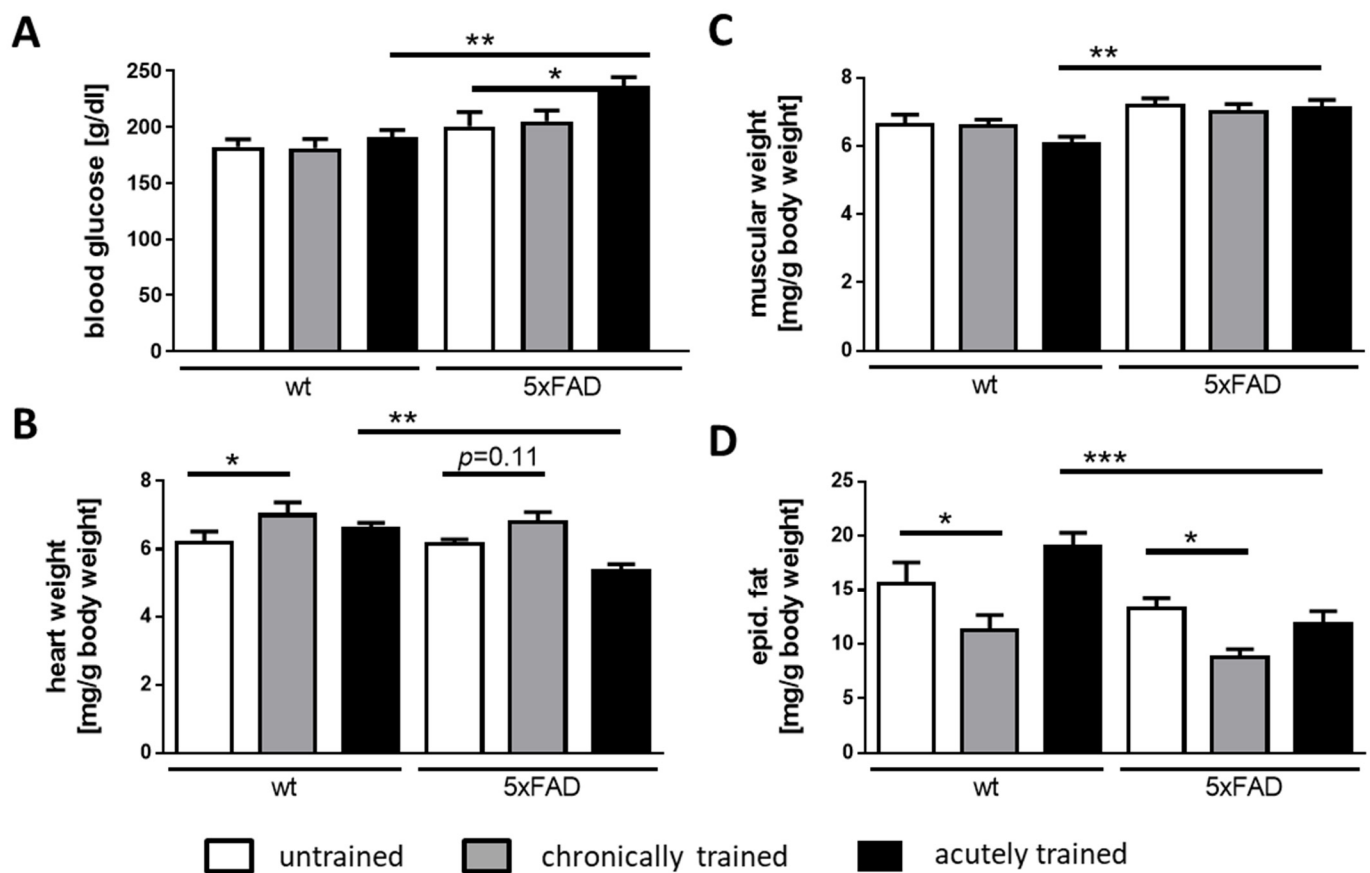 A
blood glucose [g/dl]
250
200
150
100
50
0
**
*
wt
5xFAD
C
muscular weight
[mg/g body weight]
8
6
4
2
0
**
wt
5xFAD
B
heart weight
[mg/g body weight]
8
6
4
2
0
*
**
p=0.11
wt
5xFAD
D
epid. fat
[mg/g body weight]
25
20
15
10
5
0
*
***
*
wt
5xFAD
untrained
chronically trained
acutely trained